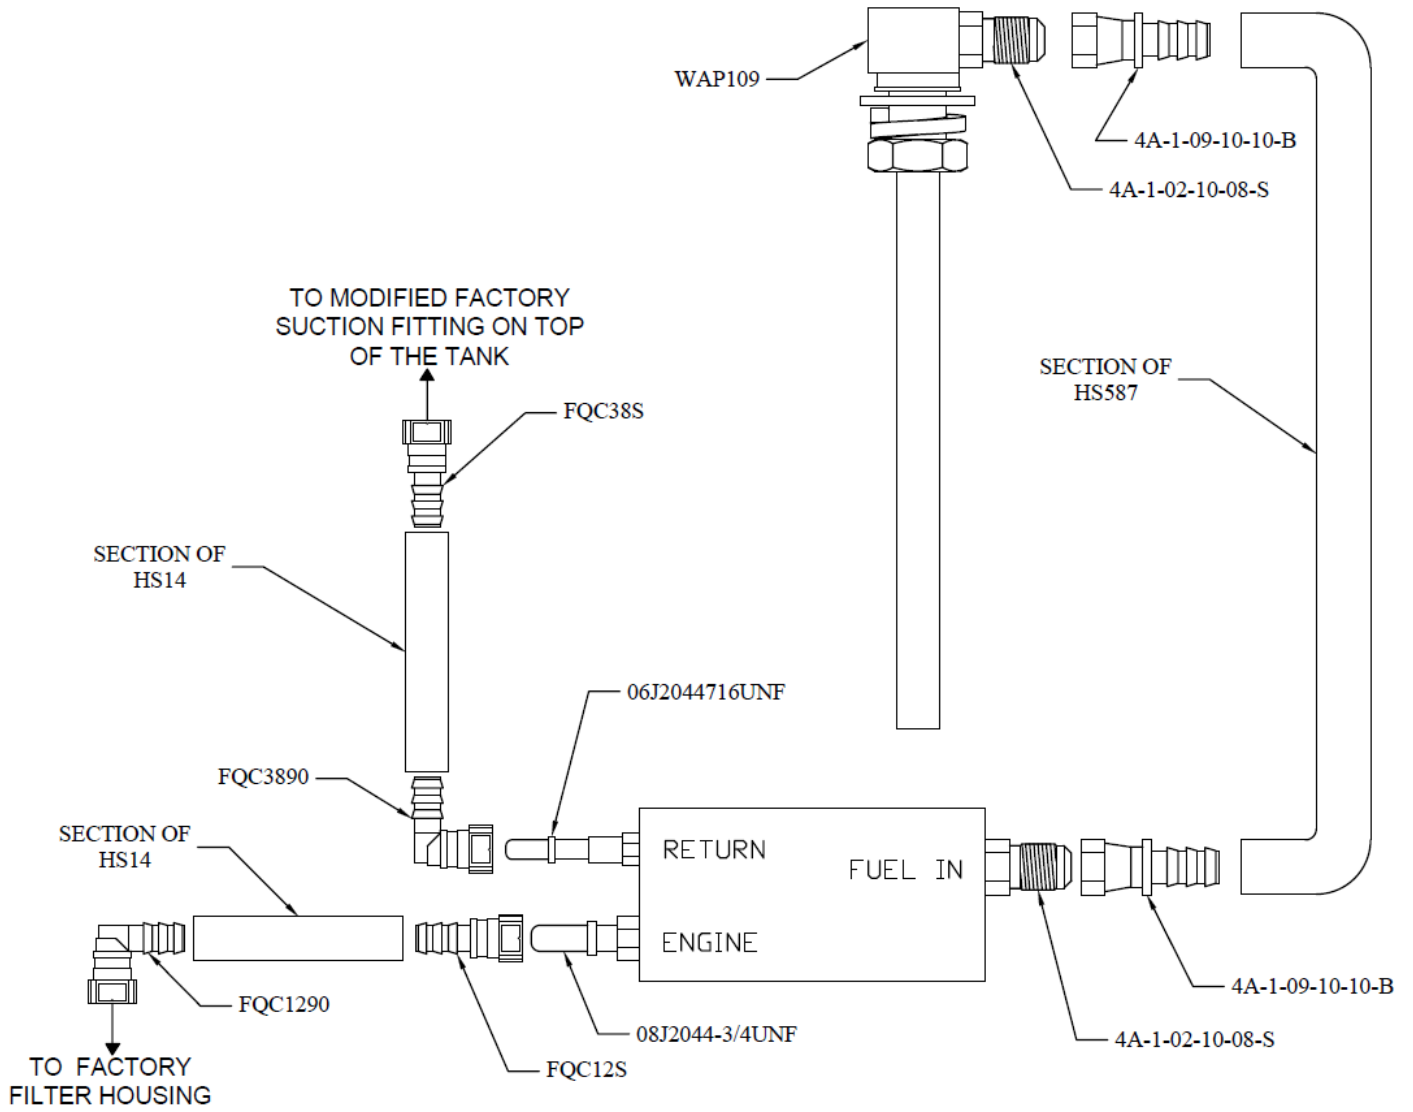 WAP109
4A-1-09-10-10-B
4A-1-02-10-08-S
TO MODIFIED FACTORY
SUCTION FITTING ON TOP
OF THE TANK
SECTION OF
HS587
FQC38S
SECTION OF
HS14
06J2044716UNF
FQC3890
SECTION OF
HS14
RETURN
FUEL IN
ENGINE
4A-1-09-10-10-B
FQC1290
08J2044-3/4UNF
4A-1-02-10-08-S
FQC12S
TO FACTORY
FILTER HOUSING